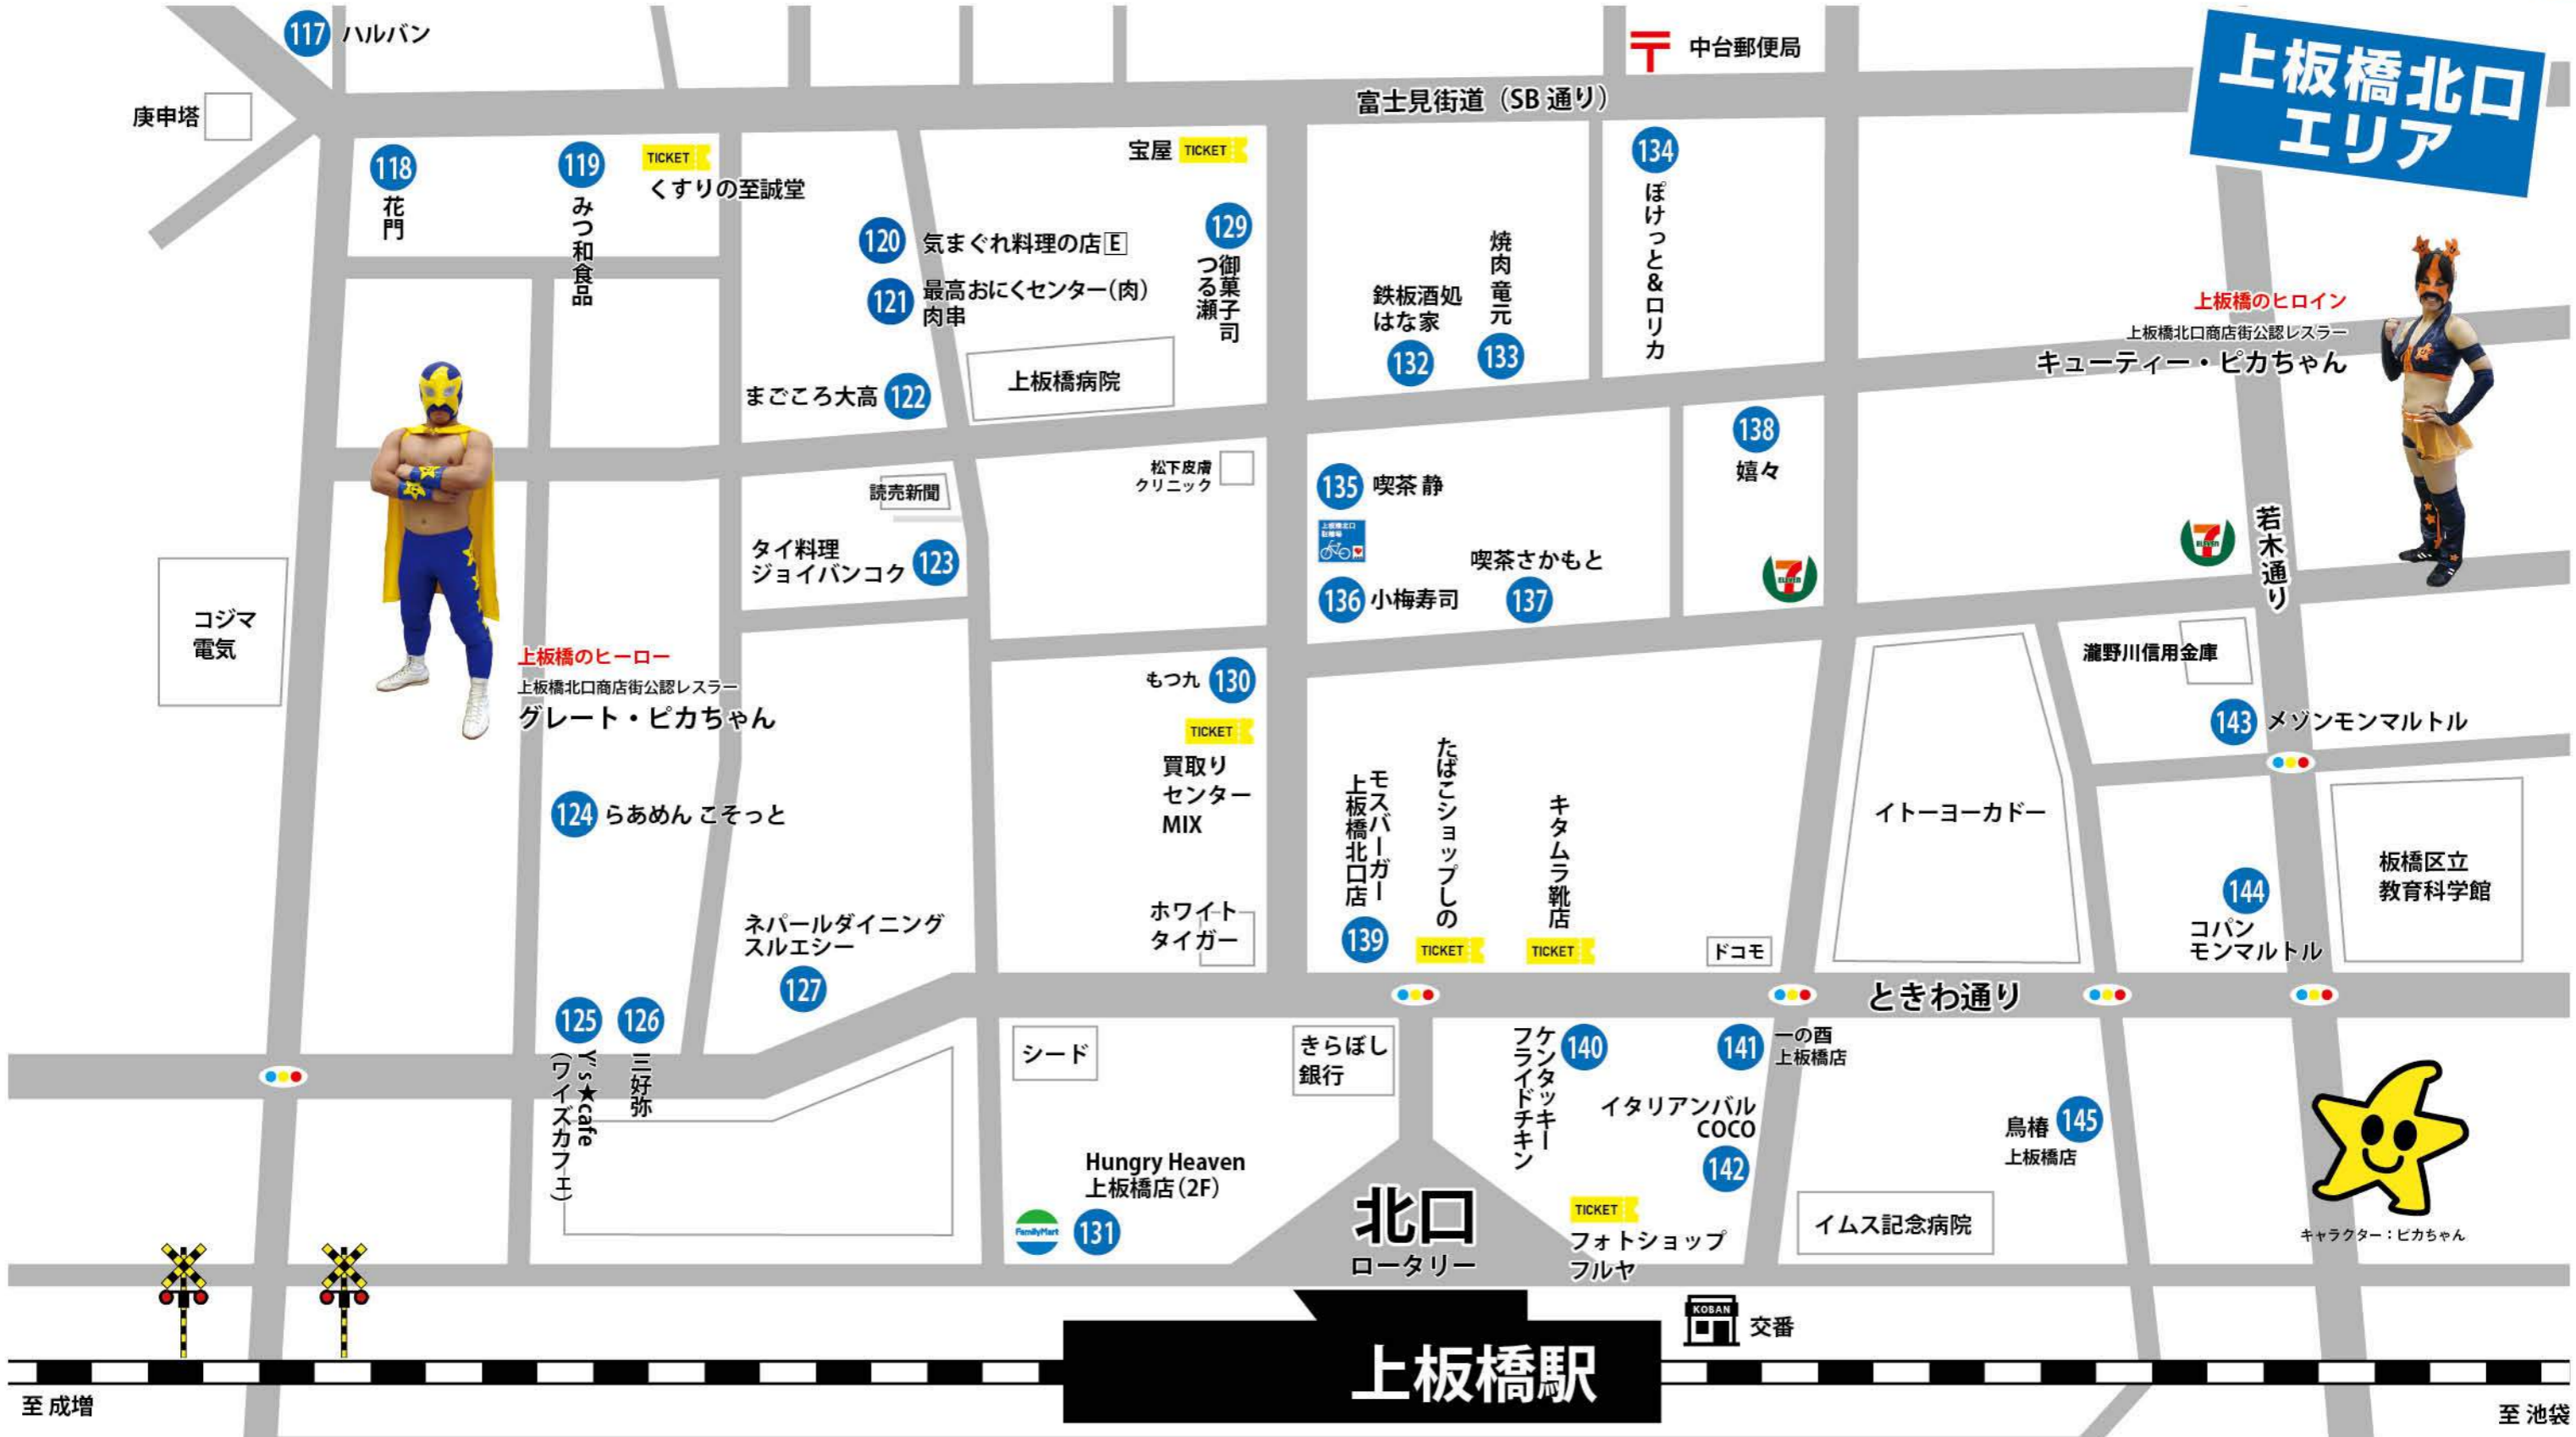 117 ハルバン
庚申塔
富士見街道（SB通り）
中台郵便局
上板橋北口
エリア
118
花門
119
みつ和食品
TICKET
くすりの至誠堂
120 気まぐれ料理の店E
121 最高おにくセンター（肉）
肉串
まごころ大高 122
宝屋 TICKET
129
御菓子司
つる瀬
上板橋病院
鉄板酒処
はな家
132
焼肉 竜元
133
134
ぽけっと&ロリカ
上板橋のヒロイン
上板橋北口商店街公認レスラー
キューティー・ピカちゃん
読売新聞
タイ料理
ジョイバンコク 123
松下皮膚
クリニック
135 喫茶 静
上板橋北口
駐輪場
136 小梅寿司
喫茶さかもと
137
138
嬉々
7
ELEVEN
7
ELEVEN
若木通り
コジマ
電気
上板橋のヒーロー
上板橋北口商店街公認レスラー
グレート・ピカちゃん
もつ九 130
TICKET
買取り
センター
MIX
ホワイト
タイガー
瀧野川信用金庫
143 メゾンモンマルトル
124 らあめん こそっと
モスバーガー
上板橋北口店
139
たばこショップしの
TICKET
キタムラ靴店
TICKET
ドコモ
イトーヨーカドー
144
コパン
モンマルトル
板橋区立
教育科学館
ネパールダイニング
スルエシー
127
ときわ通り
125
Y's★cafe
（ワイズカフェ）
126
三好弥
シード
きらぼし
銀行
ケンタッキー
フライドチキン
140
141 一の酉
上板橋店
イタリアンバル
COCO
142
鳥椿 145
上板橋店
Hungry Heaven
上板橋店（2F）
FamilyMart
131
北口
ロータリー
TICKET
フォトショップ
フルヤ
イムス記念病院
キャラクター：ピカちゃん
KOBAN
交番
上板橋駅
至 成増
至 池袋